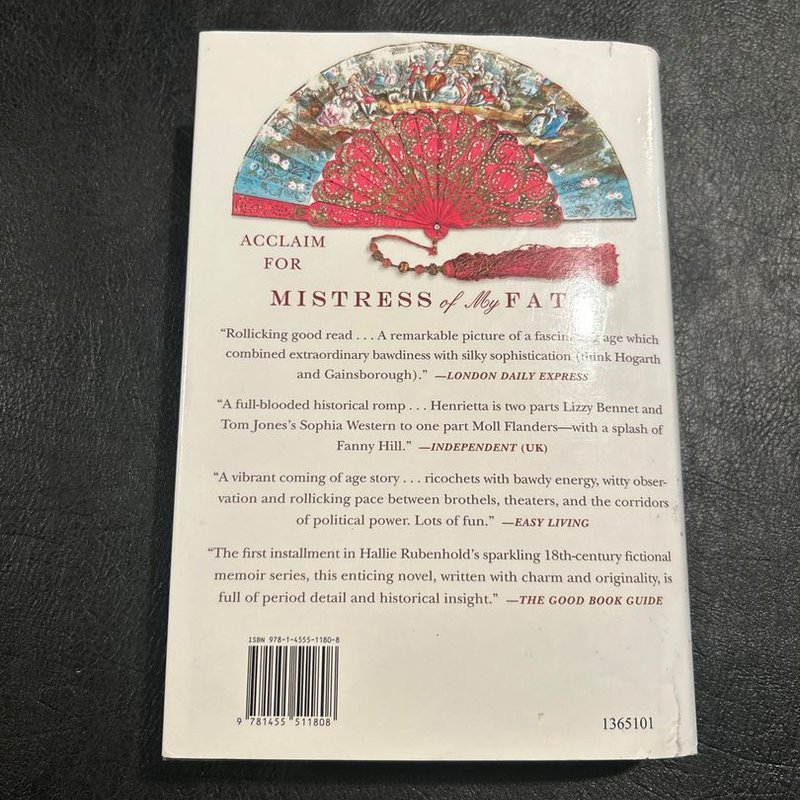 ACCLAIM
FOR
MISTRESS of My FAT
“Rollicking good read . . . A remarkable picture of a age which
combined extraordinary bawdiness with silky sophistication (think Hogarth
and Gainsborough).” —LONDON DAILY EXPRESS
“A full-blooded historical romp . . . Henrietta is two parts Lizzy Bennet and
Tom Jones’s Sophia Western to one part Moll Flanders—with a splash of
Fanny Hill.” —INDEPENDENT (UK)
“A vibrant coming of age story . . . ricochets with bawdy energy, witty obser-
vation and rollicking pace between brothels, theaters, and the corridors
of political power. Lots of fun.” —EASY LIVING
“The first installment in Hallie Rubenhold’s sparkling 18th-century fictional
memoir series, this enticing novel, written with charm and originality, is
full of period detail and historical insight.” —THE GOOD BOOK GUIDE
ISBN 978-1-4555-1180-8
9 781455 511808
1365101